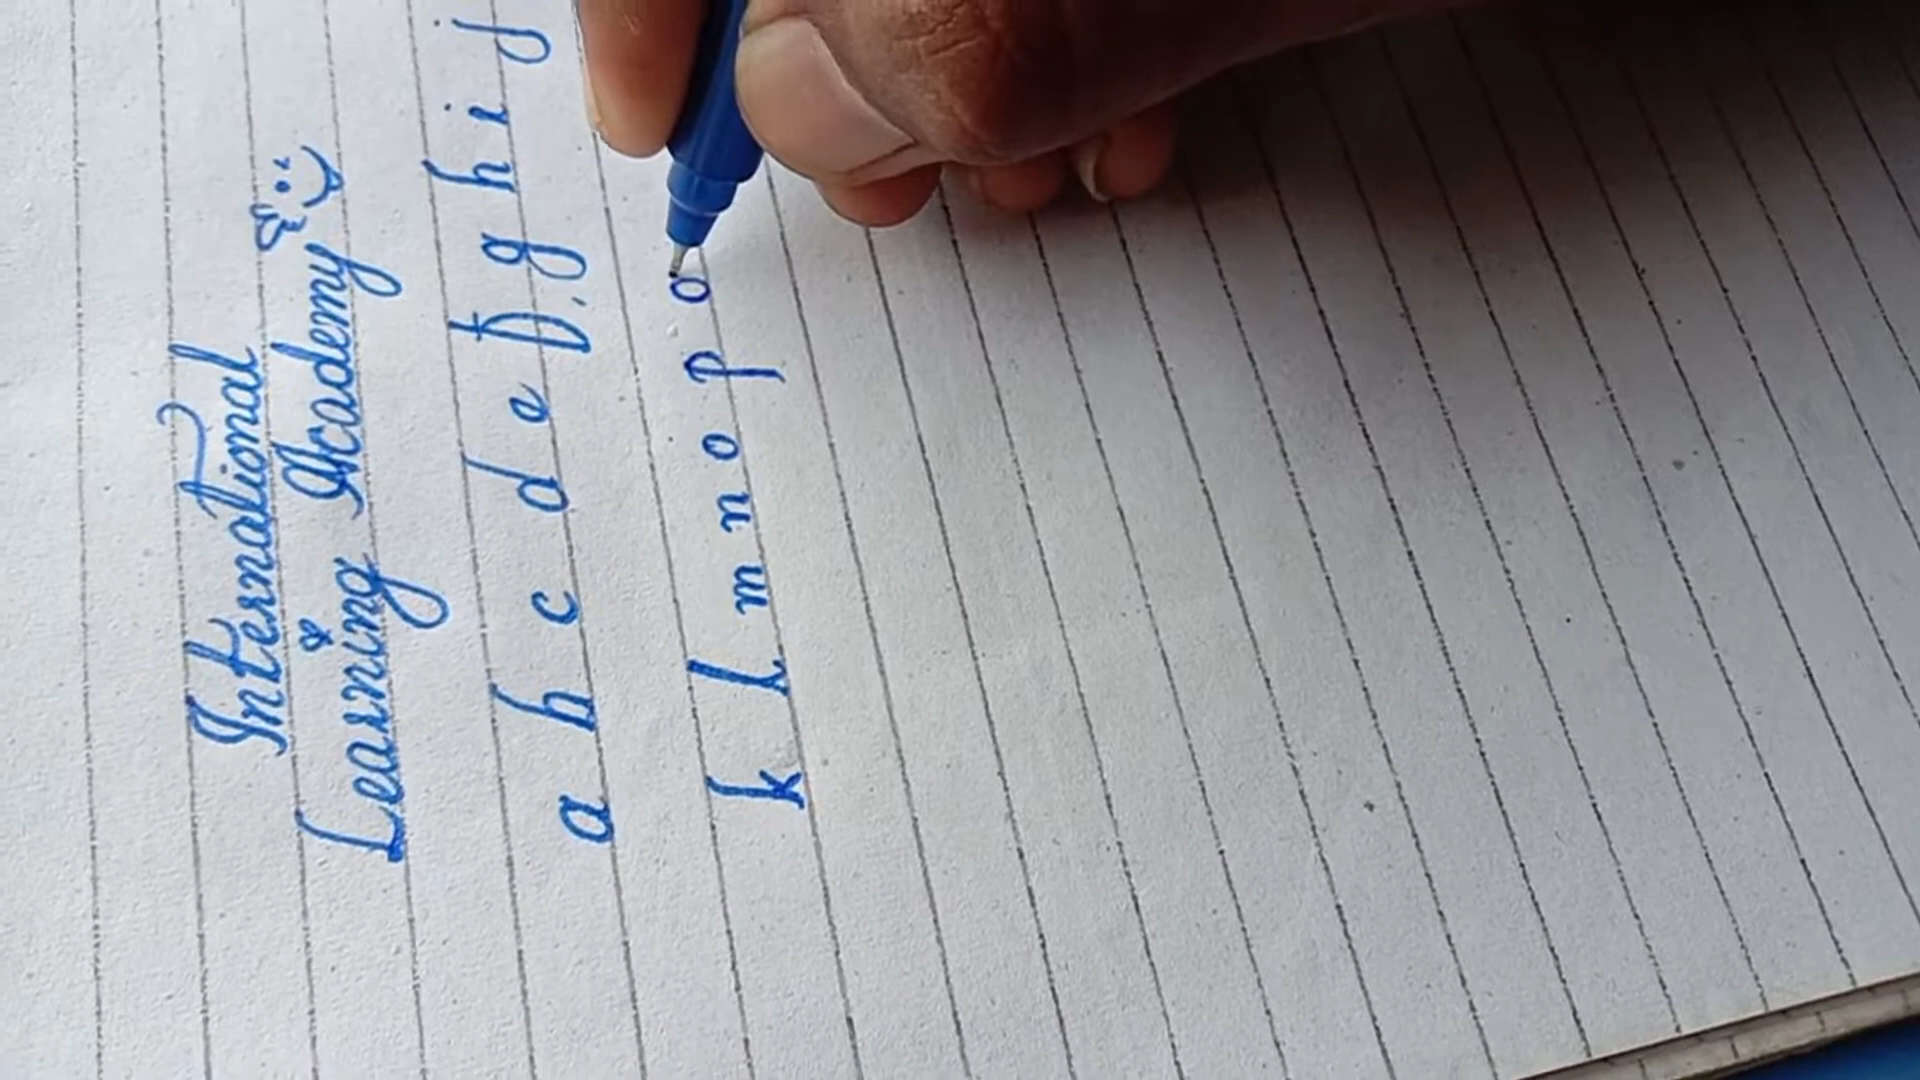 International
Learning Academy
a b c d e f, g h i j
k l m n o p o